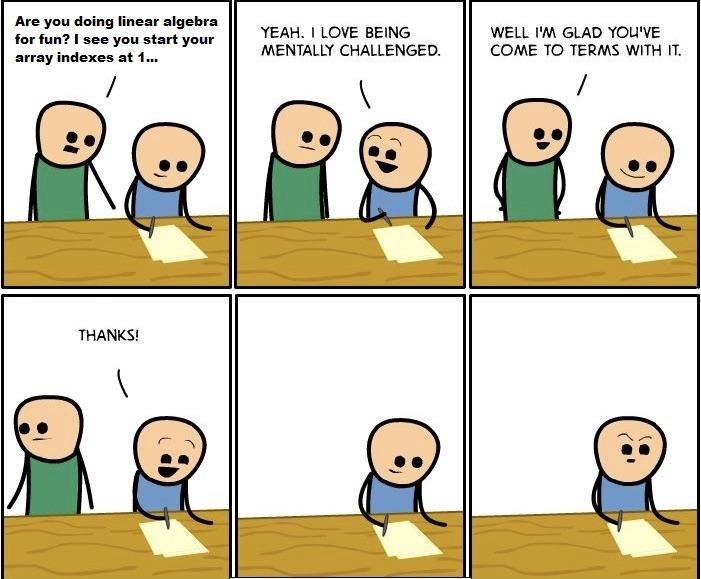 Are you doing linear algebra
for fun? I see you start your
array indexes at 1...
YEAH. I LOVE BEING
MENTALLY CHALLENGED.
WELL I'M GLAD YOU'VE
COME TO TERMS WITH IT.
THANKS!